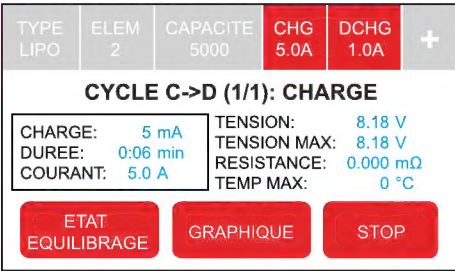 TYPE ELEM CAPACITE CHG DCHG +
LIPO 2 5000 5.0A 1.0A
CYCLE C->D (1/1): CHARGE
CHARGE: 5 mA TENSION: 8.18 V
DUREE: 0:06 min TENSION MAX: 8.18 V
COURANT: 5.0 A RESISTANCE: 0.000 mΩ
TEMP MAX: 0 °C
ETAT
EQUILIBRAGE
GRAPHIQUE
STOP